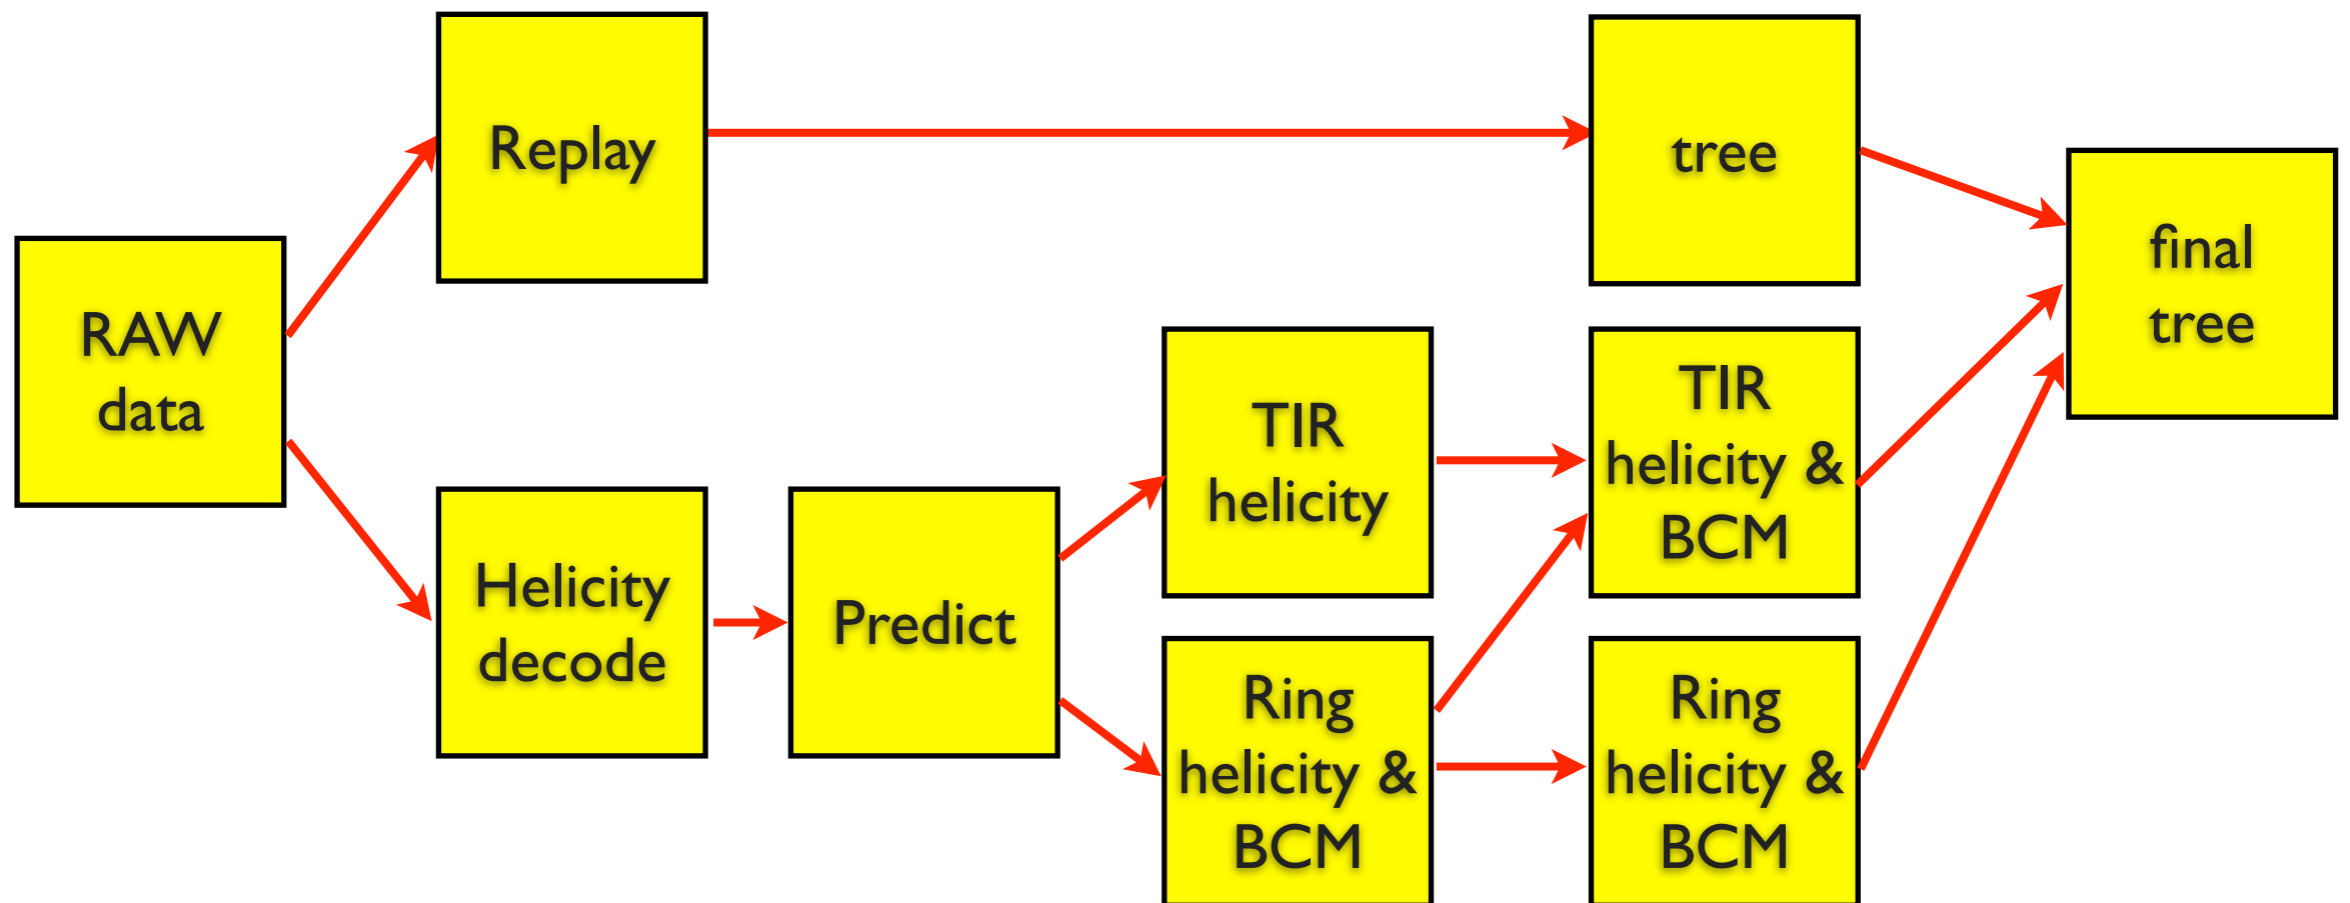 RAW
data
Replay
Helicity
decode
Predict
TIR
helicity
Ring
helicity &
BCM
tree
TIR
helicity &
BCM
Ring
helicity &
BCM
final
tree